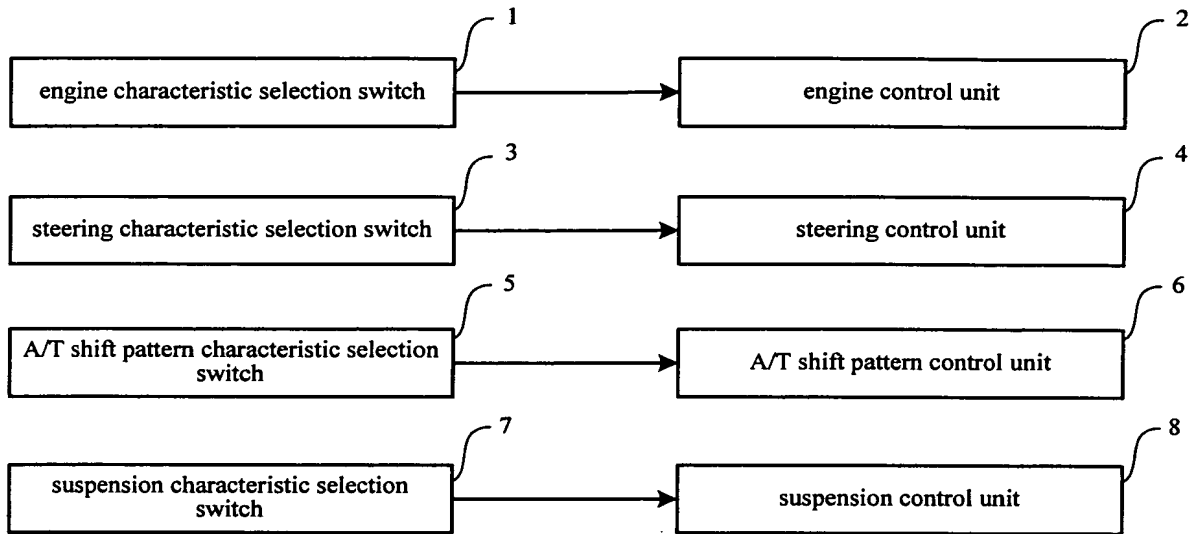 1
2
engine characteristic selection switch
engine control unit
3
4
steering characteristic selection switch
steering control unit
5
6
A/T shift pattern characteristic selection
switch
A/T shift pattern control unit
7
8
suspension characteristic selection
switch
suspension control unit